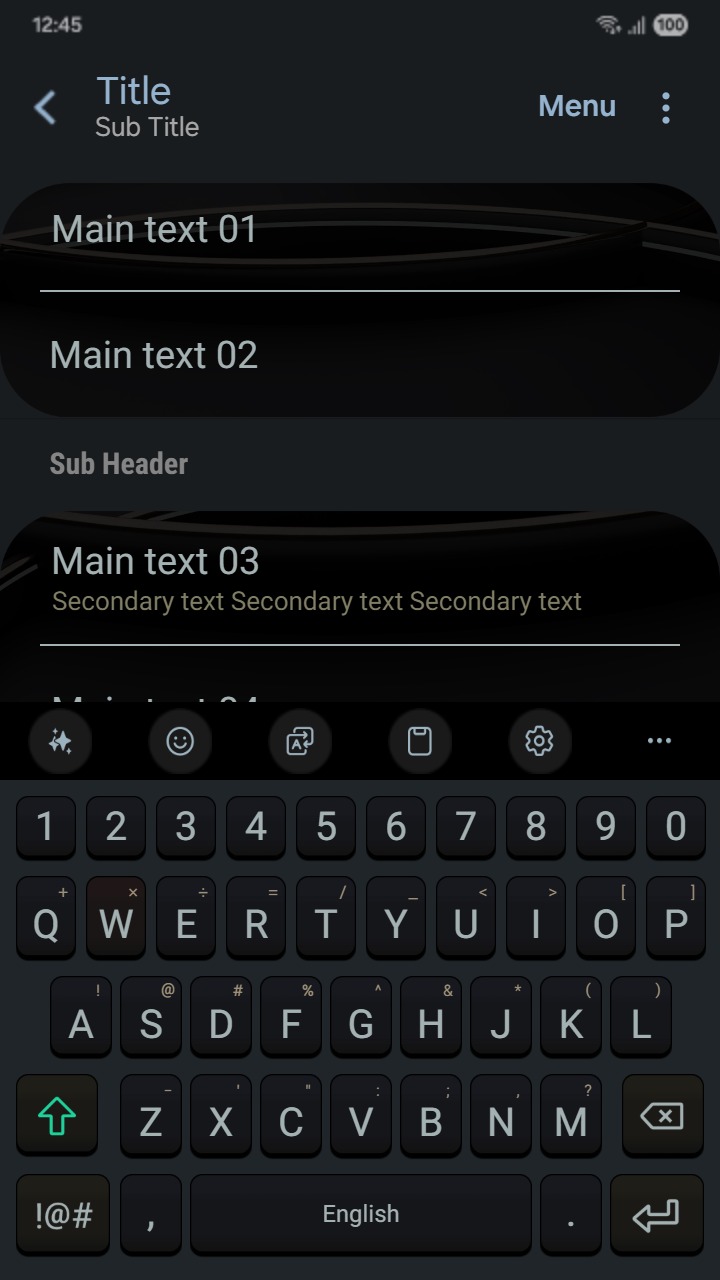 12:45
100
Title
Sub Title
Menu
Main text 01
Main text 02
Sub Header
Main text 03
Secondary text Secondary text Secondary text
1 2 3 4 5 6 7 8 9 0
+ × ÷ = / _ < > [ ]
Q W E R T Y U I O P
! @ # % ^ & * ( )
A S D F G H J K L
- ' " : ; , ?
Z X C V B N M
!@# , English .